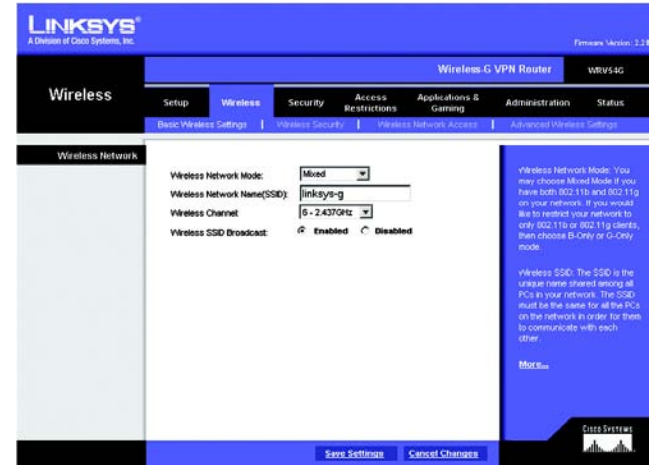 LINKSYS®
A Division of Cisco Systems, Inc.
Firmware Version: 2.2
Wireless-G VPN Router WRV54G
Wireless
Setup Wireless Security Access Restrictions Applications & Gaming Administration Status
Basic Wireless Settings | Wireless Security | Wireless Network Access | Advanced Wireless Settings
Wireless Network
Wireless Network Mode: Mixed
Wireless Network Name(SSID): linksys-g
Wireless Channel: 6 - 2.437GHz
Wireless SSID Broadcast: Enabled Disabled
Wireless Network Mode: You
may choose Mixed Mode if you
have both 802.11b and 802.11g
on your network. If you would
like to restrict your network to
only 802.11b or 802.11g clients,
then choose B-Only or G-Only
mode.
Wireless SSID: The SSID is the
unique name shared among all
PCs in your network. The SSID
must be the same for all the PCs
on the network in order for them
to communicate with each
other.
More...
Save Settings Cancel Changes
CISCO SYSTEMS